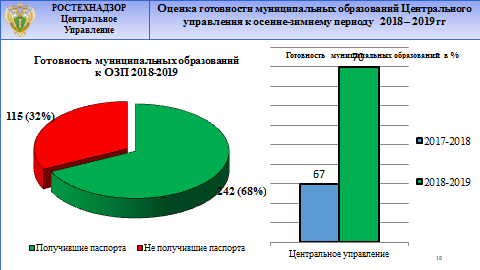 РОСТЕХНАДЗОР
Центральное
Управление
Оценка готовности муниципальных образований Центрального
управления к осенне-зимнему периоду 2018 – 2019 гг
Готовность муниципальных образований
к ОЗП 2018-2019
115 (32%)
242 (68%)
Получившие паспорта
Не получившие паспорта
Готовность муниципальных образований в %
70
67
2017-2018
2018-2019
Центральное управление
10